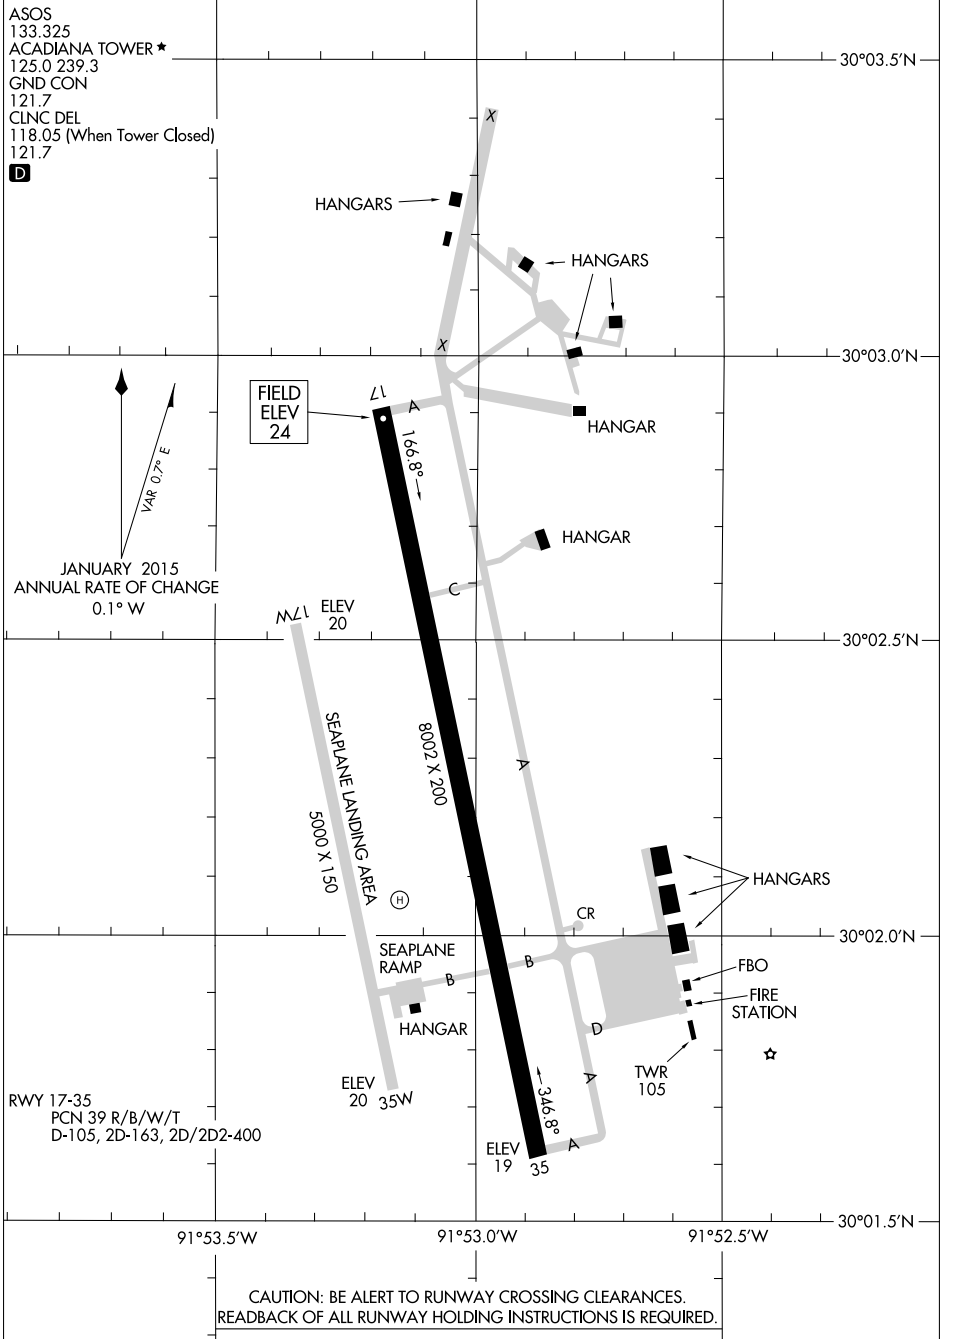 ASOS
133.325
ACADIANA TOWER
125.0 239.3
GND CON
121.7
CLNC DEL
118.05 (When Tower Closed)
121.7
D
30°03.5'N
X
HANGARS
HANGARS
X
30°03.0'N
FIELD
ELEV
24
17
A
HANGAR
166.8°
VAR 0.7° E
HANGAR
JANUARY 2015
ANNUAL RATE OF CHANGE
0.1° W
C
17W
ELEV
20
30°02.5'N
SEAPLANE LANDING AREA
5000 X 150
8002 X 200
A
HANGARS
H
CR
30°02.0'N
SEAPLANE
RAMP
B
B
FBO
FIRE
STATION
HANGAR
D
TWR
105
A
ELEV
20
35W
346.8°
RWY 17-35
PCN 39 R/B/W/T
D-105, 2D-163, 2D/2D2-400
A
ELEV
19
35
30°01.5'N
91°53.5'W
91°53.0'W
91°52.5'W
CAUTION: BE ALERT TO RUNWAY CROSSING CLEARANCES.
READBACK OF ALL RUNWAY HOLDING INSTRUCTIONS IS REQUIRED.